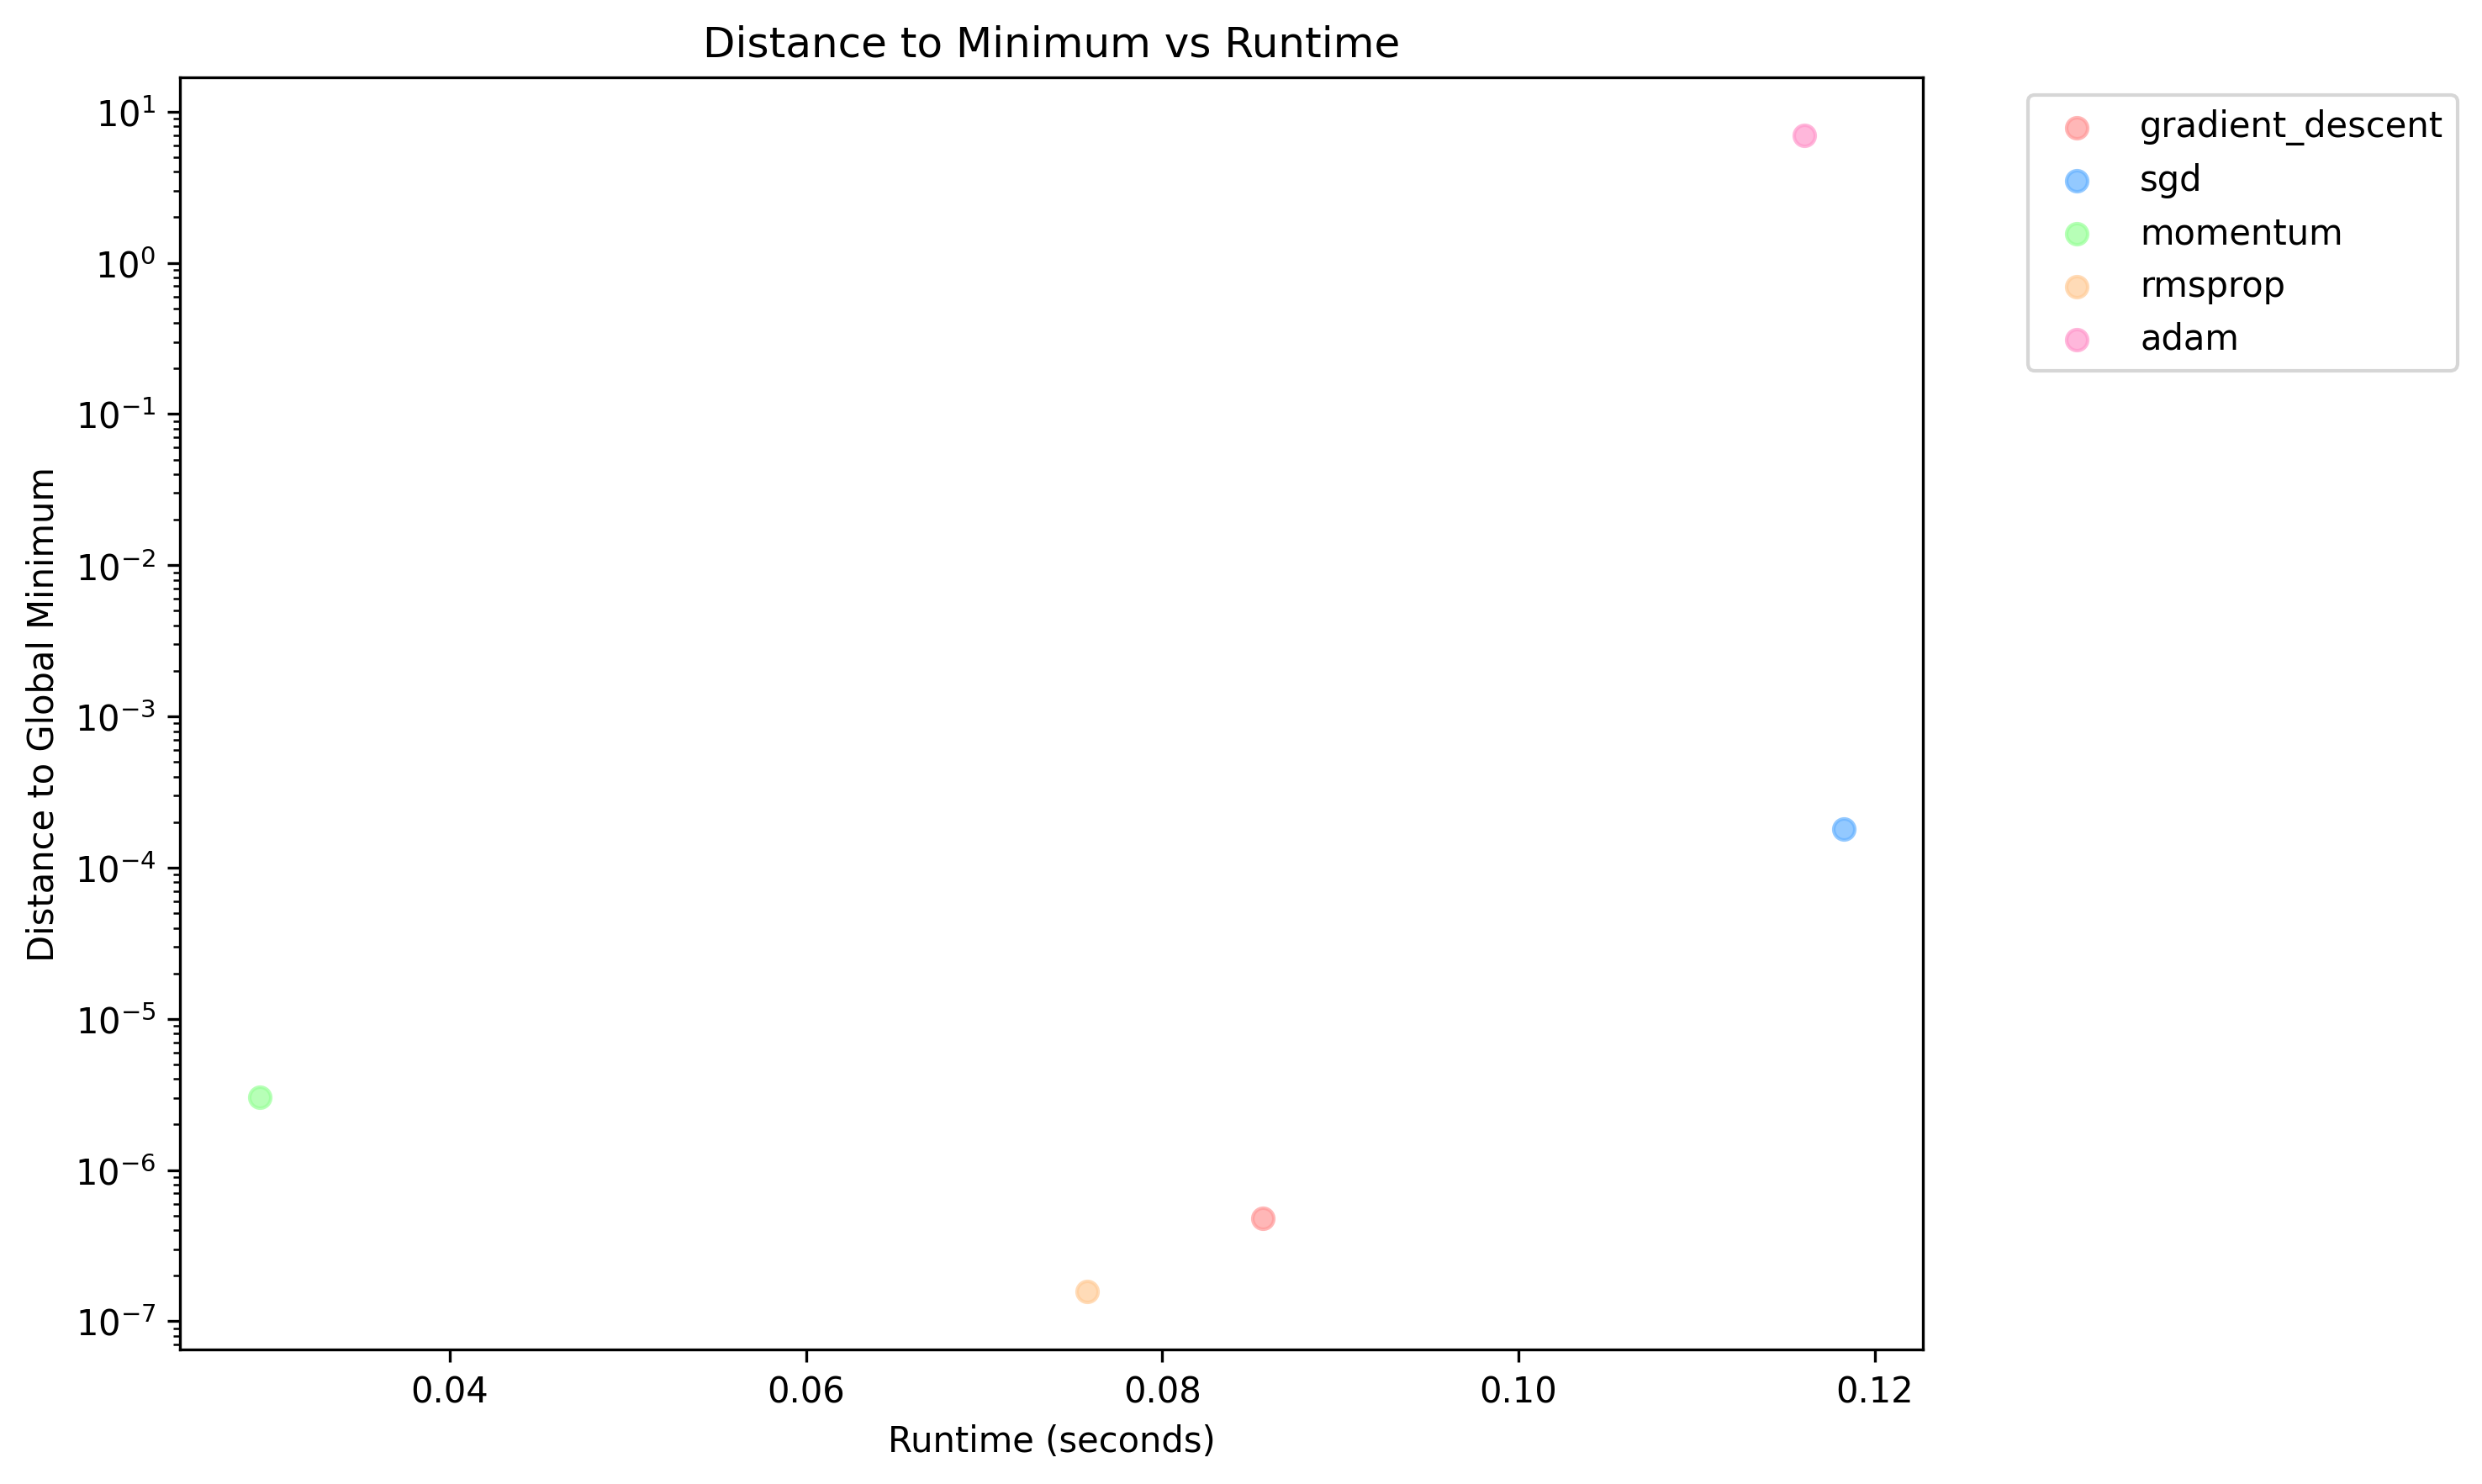 Distance to Minimum vs Runtime
Distance to Global Minimum
10^1
10^0
10^−1
10^−2
10^−3
10^−4
10^−5
10^−6
10^−7
0.04 0.06 0.08 0.10 0.12
Runtime (seconds)
gradient_descent
sgd
momentum
rmsprop
adam